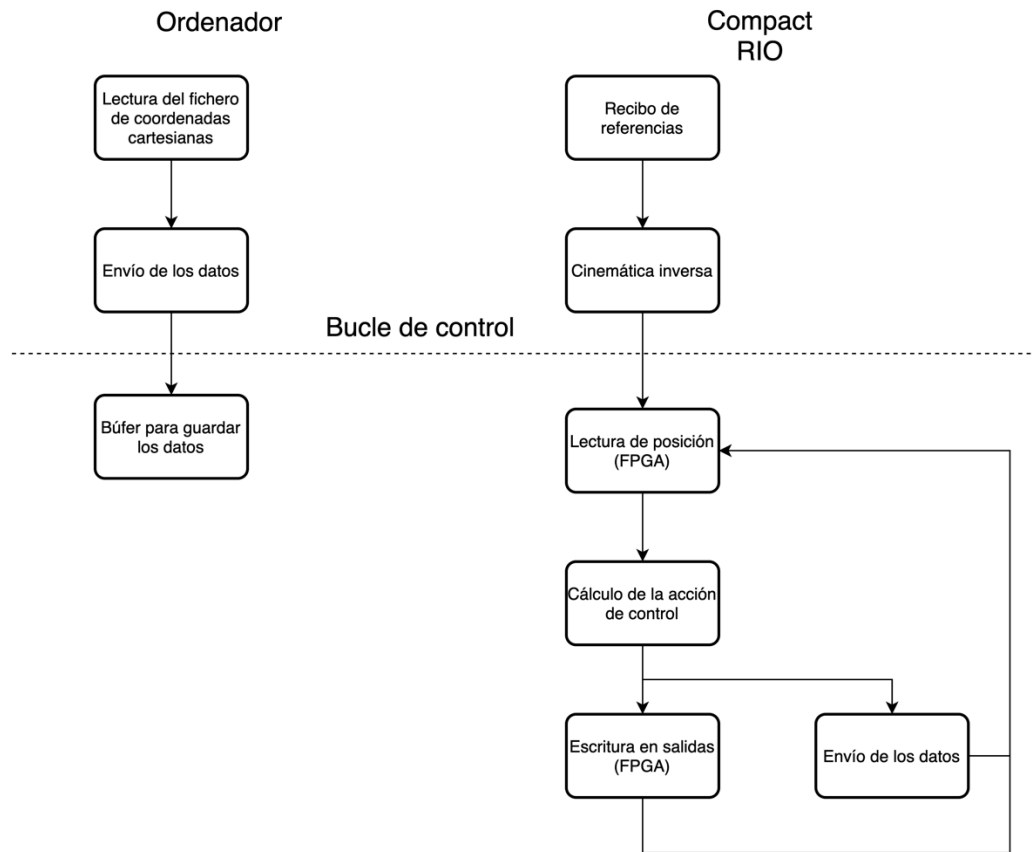 Ordenador
Compact
RIO
Lectura del fichero
de coordenadas
cartesianas
Recibo de
referencias
Envío de los datos
Cinemática inversa
Bucle de control
Búfer para guardar
los datos
Lectura de posición
(FPGA)
Cálculo de la acción
de control
Escritura en salidas
(FPGA)
Envío de los datos